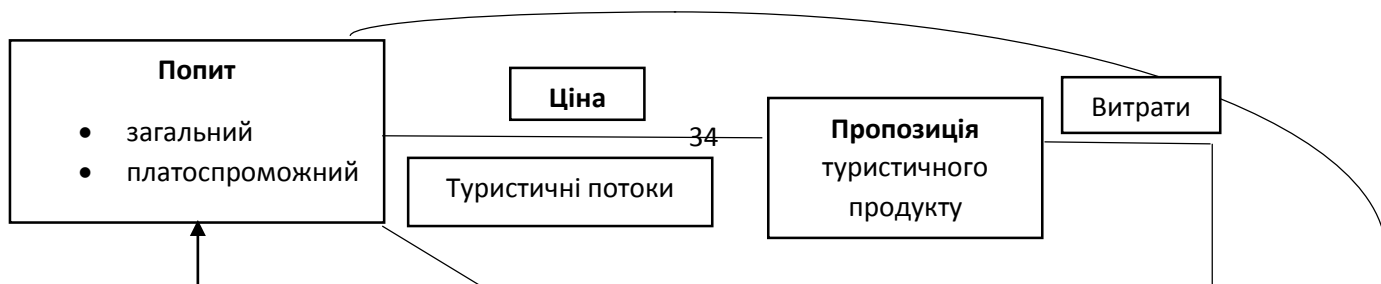 Попит
• загальний
• платоспроможний
Ціна
34
Туристичні потоки
Пропозиція
туристичного
продукту
Витрати